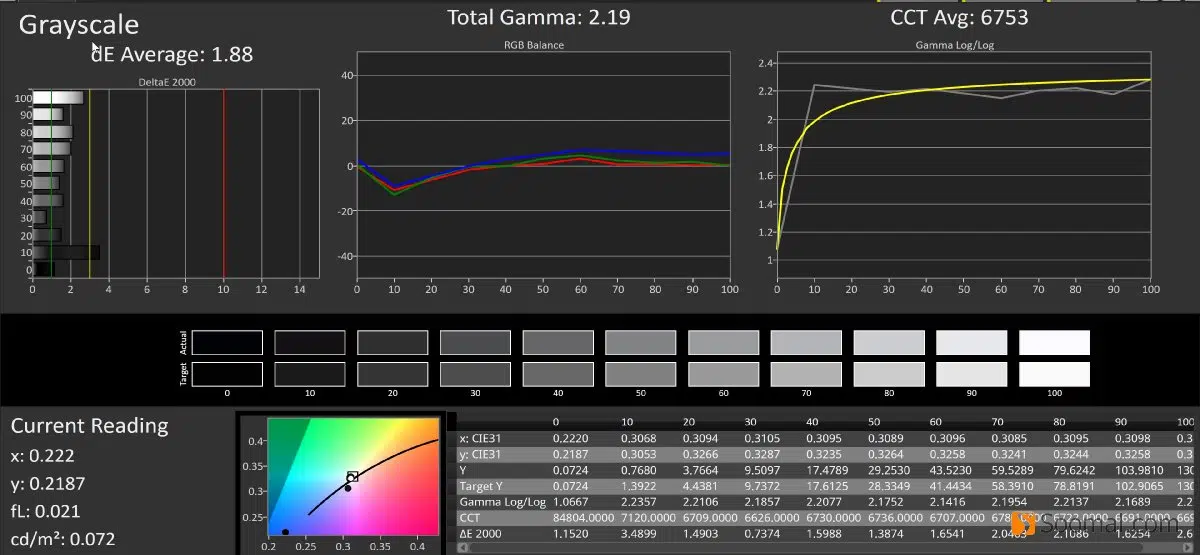 Grayscale
dE Average: 1.88
DeltaE 2000
100
90
80
70
60
50
40
30
20
10
0
0 2 4 6 8 10 12 14
Total Gamma: 2.19
RGB Balance
40
20
0
-20
-40
0 10 20 30 40 50 60 70 80 90 100
CCT Avg: 6753
Gamma Log/Log
2.4
2.2
2
1.8
1.6
1.4
1.2
1
0 10 20 30 40 50 60 70 80 90 100
Actual
Target
0 10 20 30 40 50 60 70 80 90 100
Current Reading
x: 0.222
y: 0.2187
fL: 0.021
cd/m²: 0.072
0.4
0.35
0.3
0.25
0.2 0.25 0.3 0.35 0.4
0 10 20 30 40 50 60 70 80 90 100
x: CIE31 0.2220 0.3068 0.3094 0.3105 0.3095 0.3089 0.3096 0.3085 0.3095 0.3098 0.3
y: CIE31 0.2187 0.3053 0.3266 0.3287 0.3235 0.3264 0.3258 0.3241 0.3244 0.3258 0.3
Y 0.0724 0.7680 3.7664 9.5097 17.4789 29.2530 43.5230 59.5289 79.6242 103.9810 130
Target Y 0.0724 1.3922 4.4381 9.7372 17.6125 28.3349 41.4434 58.3910 78.8191 102.9065 130
Gamma Log/Log 1.0667 2.2357 2.2106 2.1857 2.2077 2.1752 2.1416 2.1954 2.2137 2.1689 2.2
CCT 84804.0000 7120.0000 6709.0000 6626.0000 6730.0000 6736.0000 6707.0000
ΔE 2000 1.1520 3.4899 1.4903 0.7374 1.5988 1.3874 1.6541 2.1086 1.6254 2.6